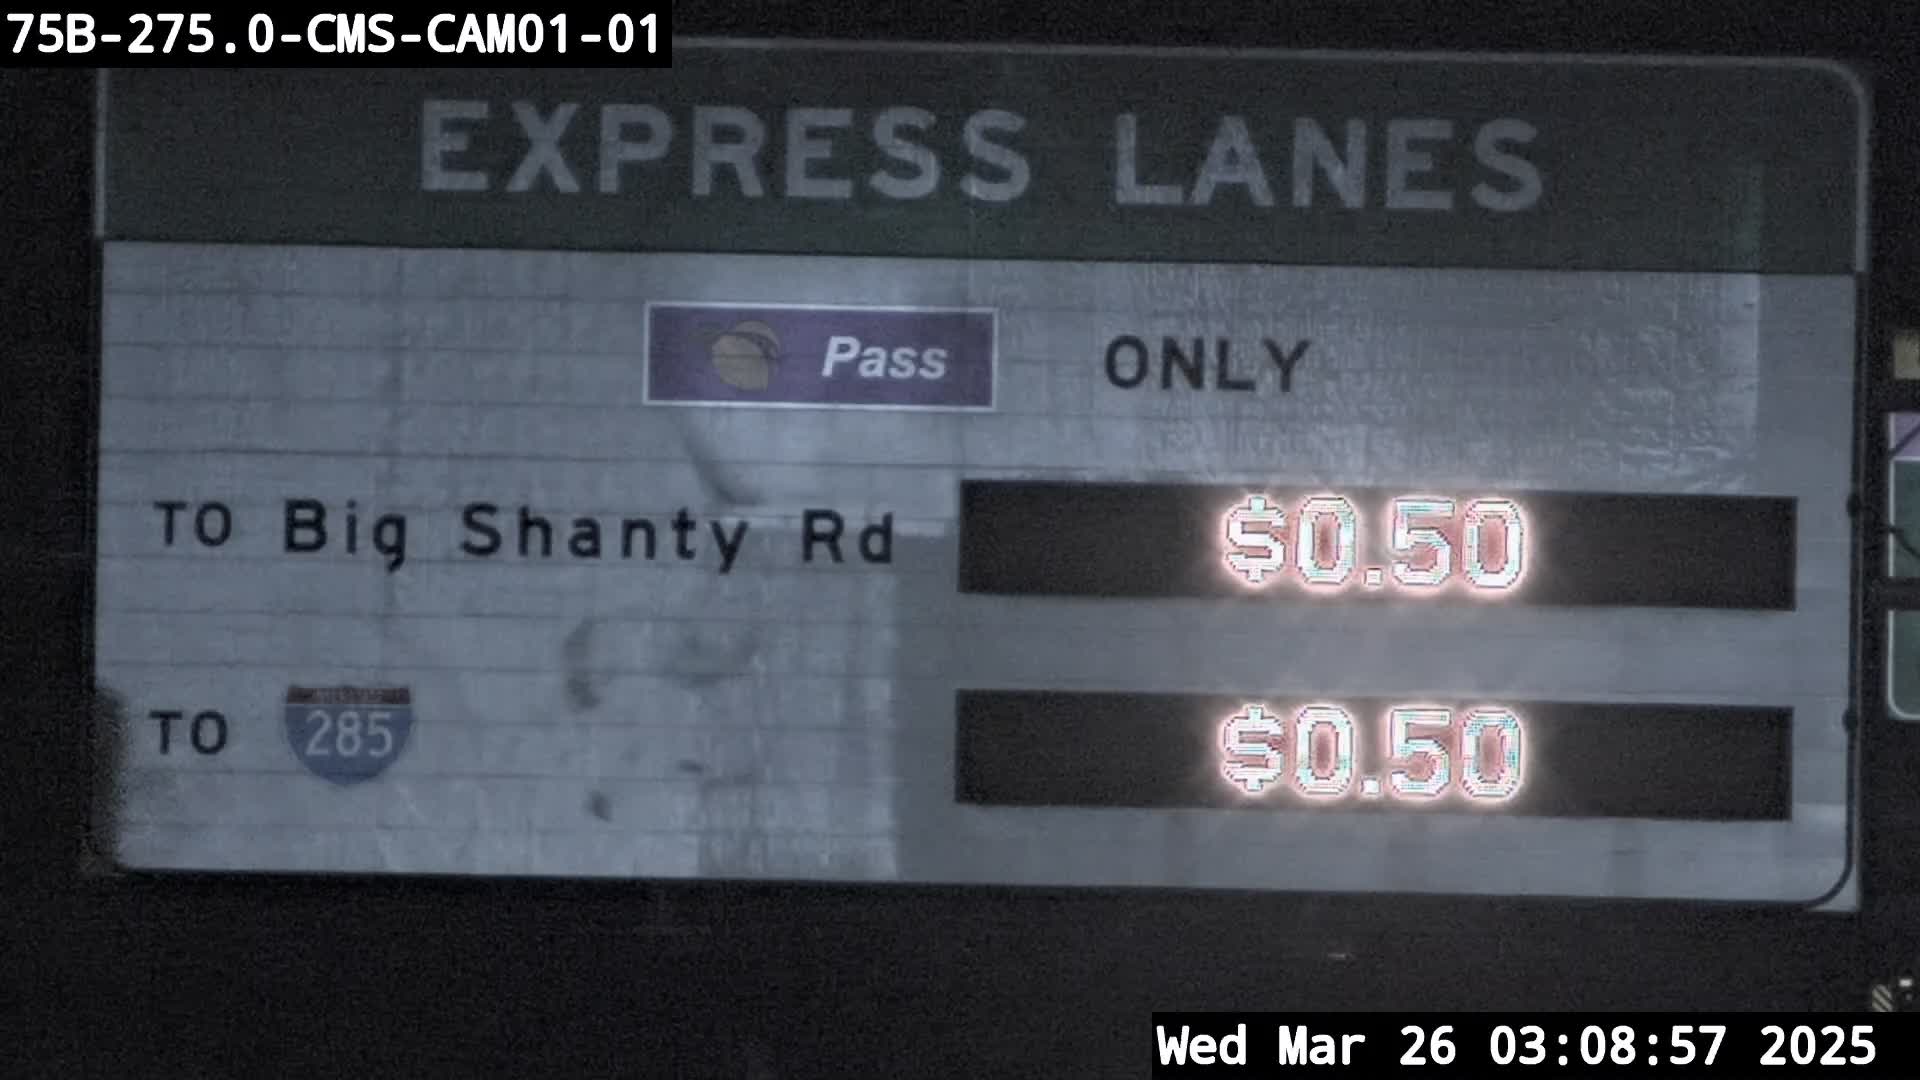 75B-275.0-CMS-CAM01-01
EXPRESS LANES
Pass ONLY
TO Big Shanty Rd $0.50
TO 285 $0.50
Wed Mar 26 03:08:57 2025